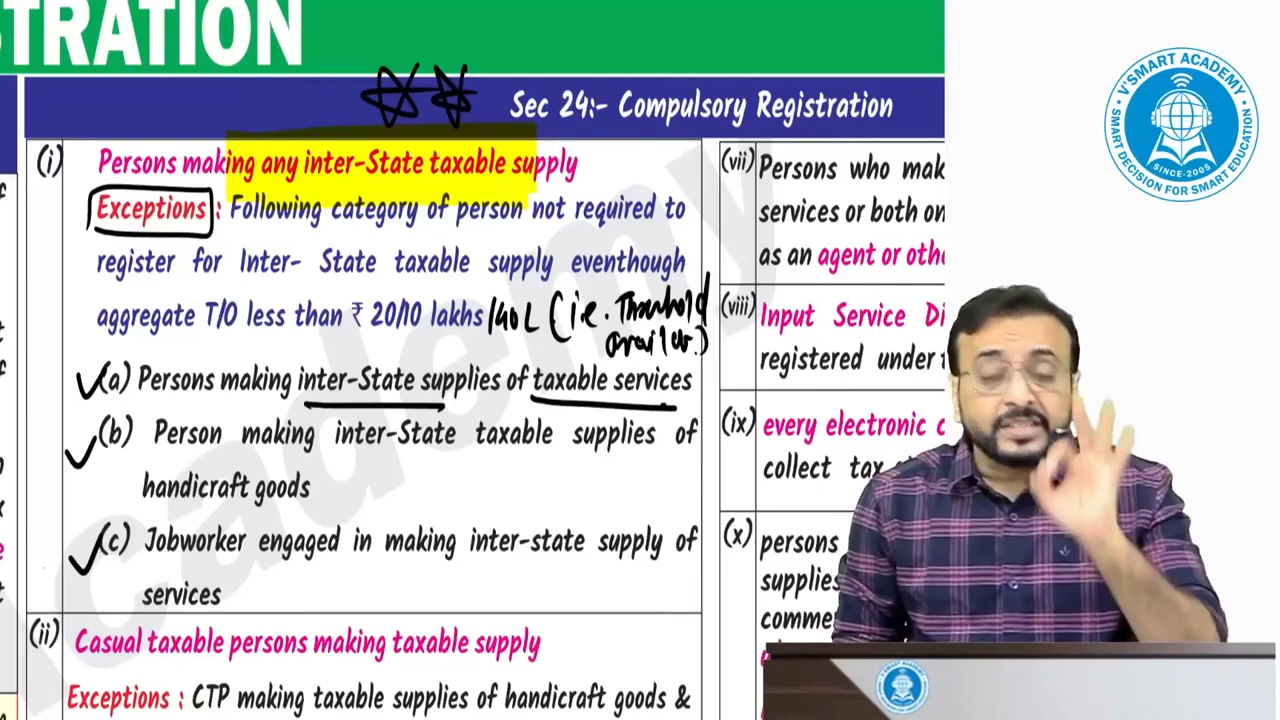 STRATION
Sec 24:- Compulsory Registration
(i) Persons making any inter-State taxable supply
Exceptions : Following category of person not required to
register for Inter- State taxable supply eventhough
aggregate T/O less than ₹ 20/10 lakhs /40 L (i.e. Threshold
(a) Persons making inter-State supplies of taxable services
(b) Person making inter-State taxable supplies of
handicraft goods
(c) Jobworker engaged in making inter-state supply of
services
(ii) Casual taxable persons making taxable supply
Exceptions : CTP making taxable supplies of handicraft goods &
(vii) Persons who mak
services or both on
as an agent or othe
(viii) Input Service Di
registered under
(ix) every electronic c
collect tax
(x) persons
supplies
comme
V'SMART ACADEMY
SINCE-2005
SMART DECISION FOR SMART EDUCATION
cademy